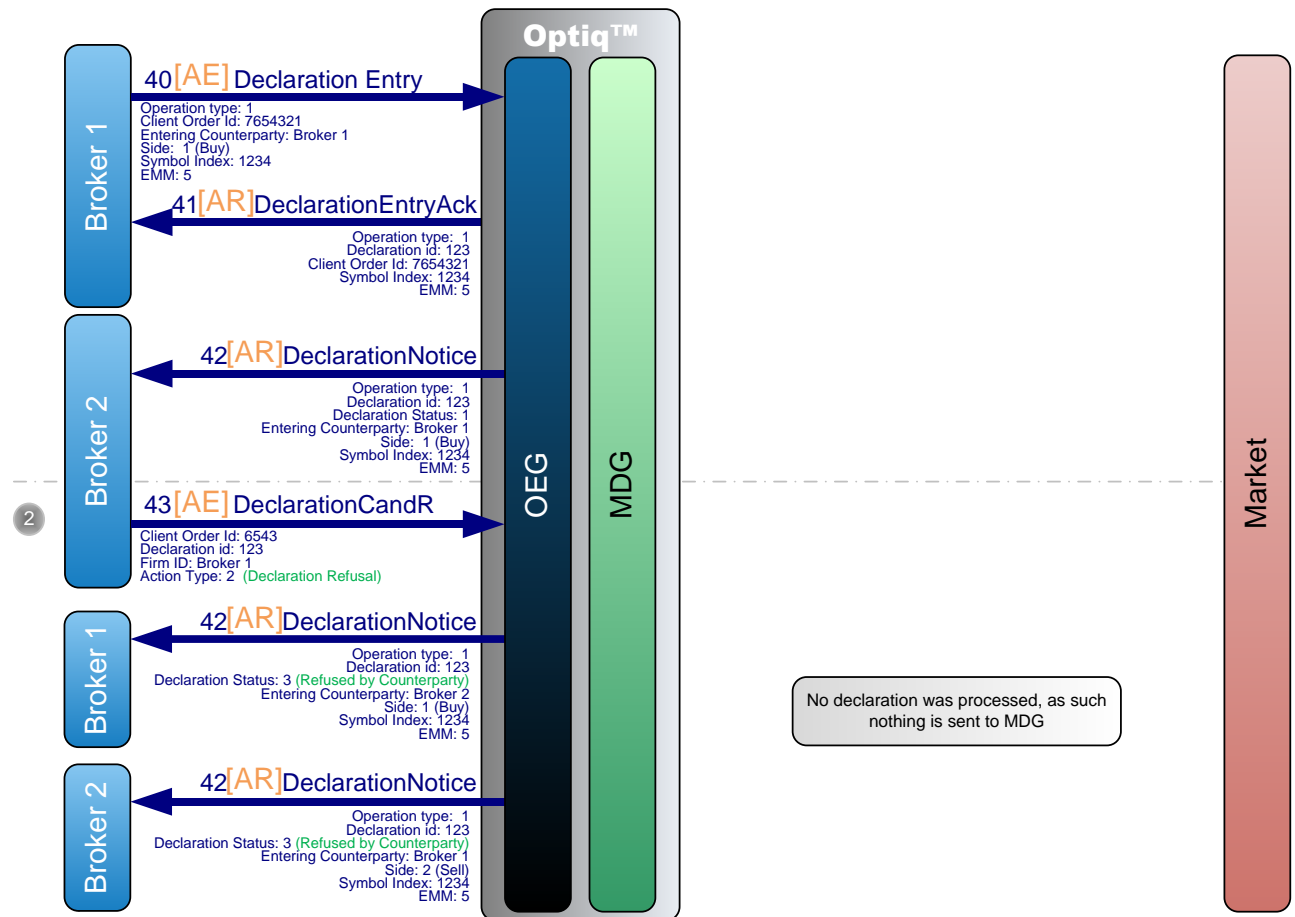 Optiq™
Broker 1
40[AE] Declaration Entry
Operation type: 1
Client Order Id: 7654321
Entering Counterparty: Broker 1
Side: 1 (Buy)
Symbol Index: 1234
EMM: 5
41[AR]DeclarationEntryAck
Operation type: 1
Declaration id: 123
Client Order Id: 7654321
Symbol Index: 1234
EMM: 5
Broker 2
42[AR]DeclarationNotice
Operation type: 1
Declaration id: 123
Declaration Status: 1
Entering Counterparty: Broker 1
Side: 1 (Buy)
Symbol Index: 1234
EMM: 5
OEG
MDG
Market
2
43[AE] DeclarationCandR
Client Order Id: 6543
Declaration id: 123
Firm ID: Broker 1
Action Type: 2 (Declaration Refusal)
Broker 1
42[AR]DeclarationNotice
Operation type: 1
Declaration id: 123
Declaration Status: 3 (Refused by Counterparty)
Entering Counterparty: Broker 2
Side: 1 (Buy)
Symbol Index: 1234
EMM: 5
No declaration was processed, as such
nothing is sent to MDG
Broker 2
42[AR]DeclarationNotice
Operation type: 1
Declaration id: 123
Declaration Status: 3 (Refused by Counterparty)
Entering Counterparty: Broker 1
Side: 2 (Sell)
Symbol Index: 1234
EMM: 5